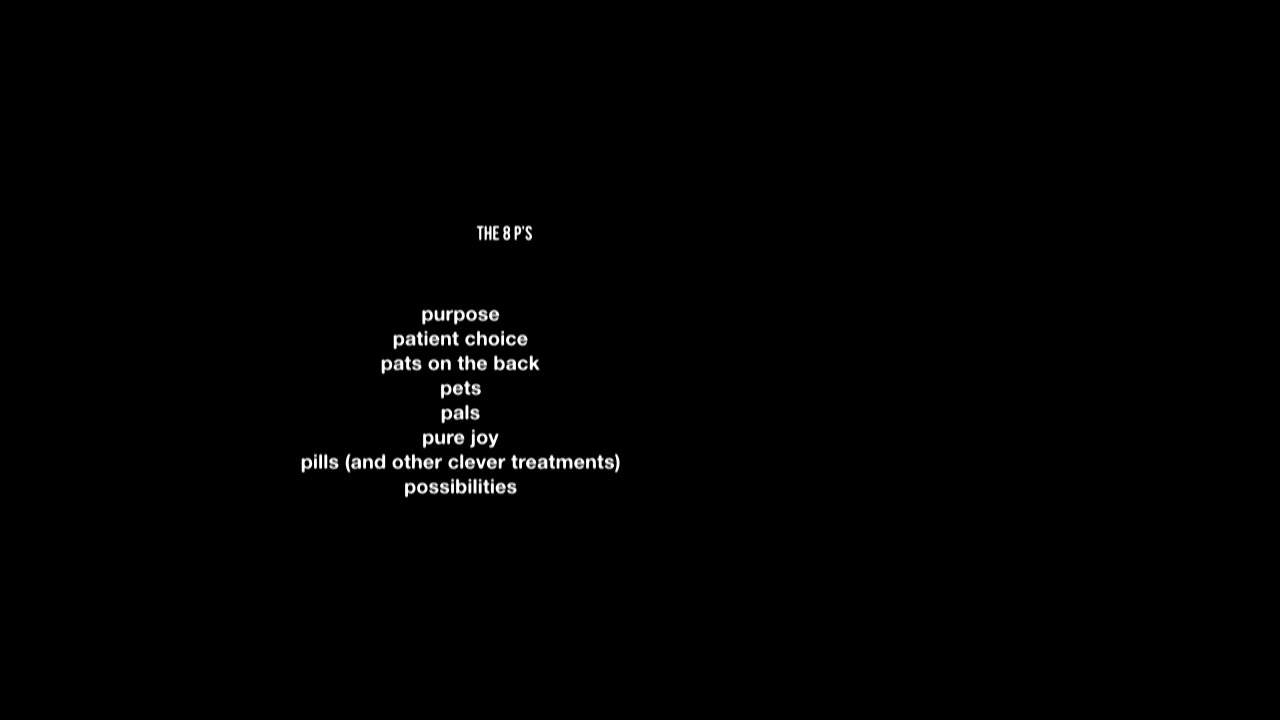 THE 8 P'S
purpose
patient choice
pats on the back
pets
pals
pure joy
pills (and other clever treatments)
possibilities